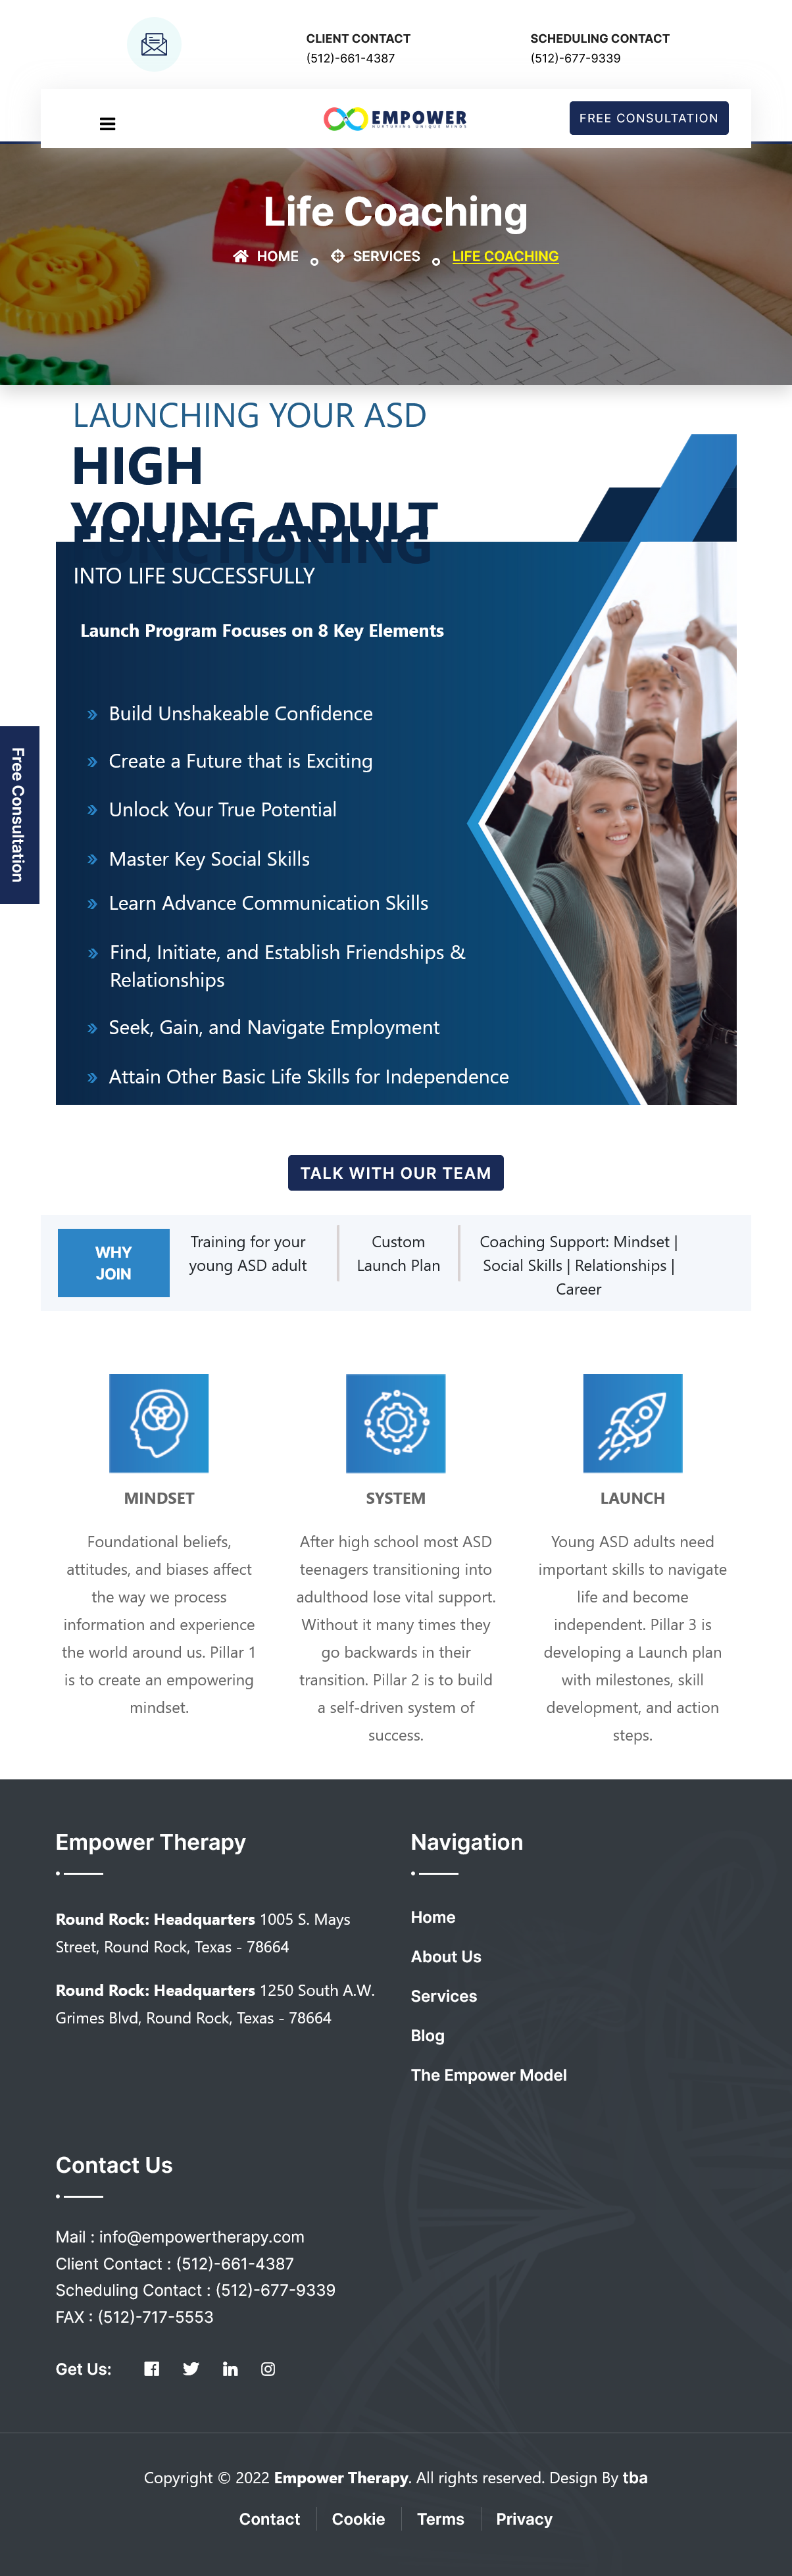 CLIENT CONTACT
(512)-661-4387
SCHEDULING CONTACT
(512)-677-9339
EMPOWER
NURTURING UNIQUE MINDS
FREE CONSULTATION
Life Coaching
HOME
SERVICES
LIFE COACHING
LAUNCHING YOUR ASD
HIGH
FUNCTIONING
YOUNG ADULT
INTO LIFE SUCCESSFULLY
Launch Program Focuses on 8 Key Elements
Build Unshakeable Confidence
Create a Future that is Exciting
Unlock Your True Potential
Master Key Social Skills
Learn Advance Communication Skills
Find, Initiate, and Establish Friendships &
Relationships
Seek, Gain, and Navigate Employment
Attain Other Basic Life Skills for Independence
Free Consultation
TALK WITH OUR TEAM
WHY
JOIN
Training for your
young ASD adult
Custom
Launch Plan
Coaching Support: Mindset |
Social Skills | Relationships |
Career
MINDSET
Foundational beliefs,
attitudes, and biases affect
the way we process
information and experience
the world around us. Pillar 1
is to create an empowering
mindset.
SYSTEM
After high school most ASD
teenagers transitioning into
adulthood lose vital support.
Without it many times they
go backwards in their
transition. Pillar 2 is to build
a self-driven system of
success.
LAUNCH
Young ASD adults need
important skills to navigate
life and become
independent. Pillar 3 is
developing a Launch plan
with milestones, skill
development, and action
steps.
Empower Therapy
Round Rock: Headquarters 1005 S. Mays
Street, Round Rock, Texas - 78664
Round Rock: Headquarters 1250 South A.W.
Grimes Blvd, Round Rock, Texas - 78664
Navigation
Home
About Us
Services
Blog
The Empower Model
Contact Us
Mail : info@empowertherapy.com
Client Contact : (512)-661-4387
Scheduling Contact : (512)-677-9339
FAX : (512)-717-5553
Get Us:
Copyright © 2022 Empower Therapy. All rights reserved. Design By tba
Contact
Cookie
Terms
Privacy